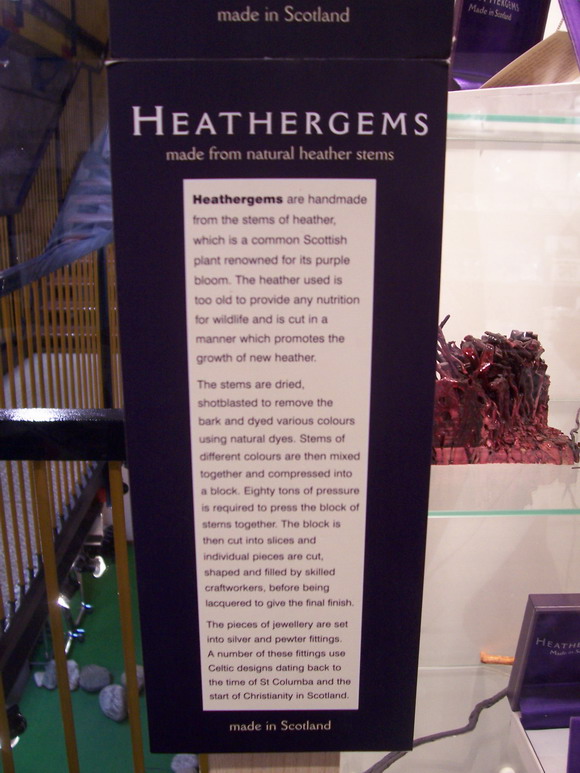 made in Scotland
HEATHERGEMS
made from natural heather stems
Heathergems are handmade
from the stems of heather,
which is a common Scottish
plant renowned for its purple
bloom. The heather used is
too old to provide any nutrition
for wildlife and is cut in a
manner which promotes the
growth of new heather.
The stems are dried,
shotblasted to remove the
bark and dyed various colours
using natural dyes. Stems of
different colours are then mixed
together and compressed into
a block. Eighty tons of pressure
is required to press the block of
stems together. The block is
then cut into slices and
individual pieces are cut,
shaped and filled by skilled
craftworkers, before being
lacquered to give the final finish.
The pieces of jewellery are set
into silver and pewter fittings.
A number of these fittings use
Celtic designs dating back to
the time of St Columba and the
start of Christianity in Scotland.
made in Scotland
Made in Scotland
HEATH
Made in